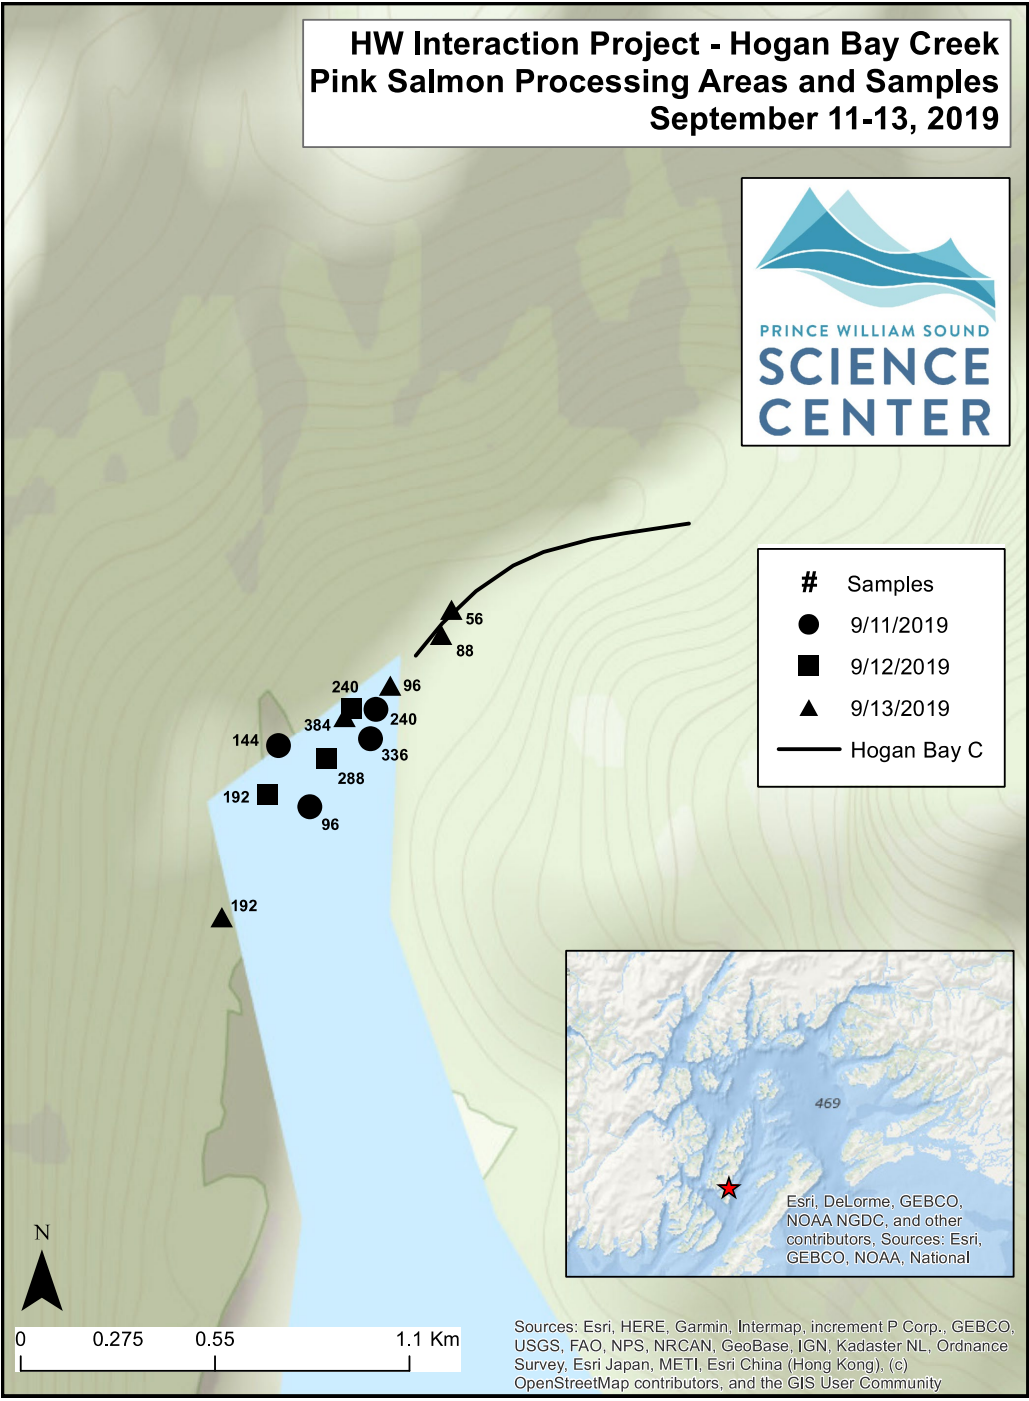 HW Interaction Project - Hogan Bay Creek
Pink Salmon Processing Areas and Samples
September 11-13, 2019
PRINCE WILLIAM SOUND
SCIENCE
CENTER
# Samples
9/11/2019
9/12/2019
9/13/2019
Hogan Bay C
56
88
96
240
240
384
144
336
288
192
96
192
469
Esri, DeLorme, GEBCO,
NOAA NGDC, and other
contributors, Sources: Esri,
GEBCO, NOAA, National
N
0 0.275 0.55 1.1 Km
Sources: Esri, HERE, Garmin, Intermap, increment P Corp., GEBCO,
USGS, FAO, NPS, NRCAN, GeoBase, IGN, Kadaster NL, Ordnance
Survey, Esri Japan, METI, Esri China (Hong Kong), (c)
OpenStreetMap contributors, and the GIS User Community